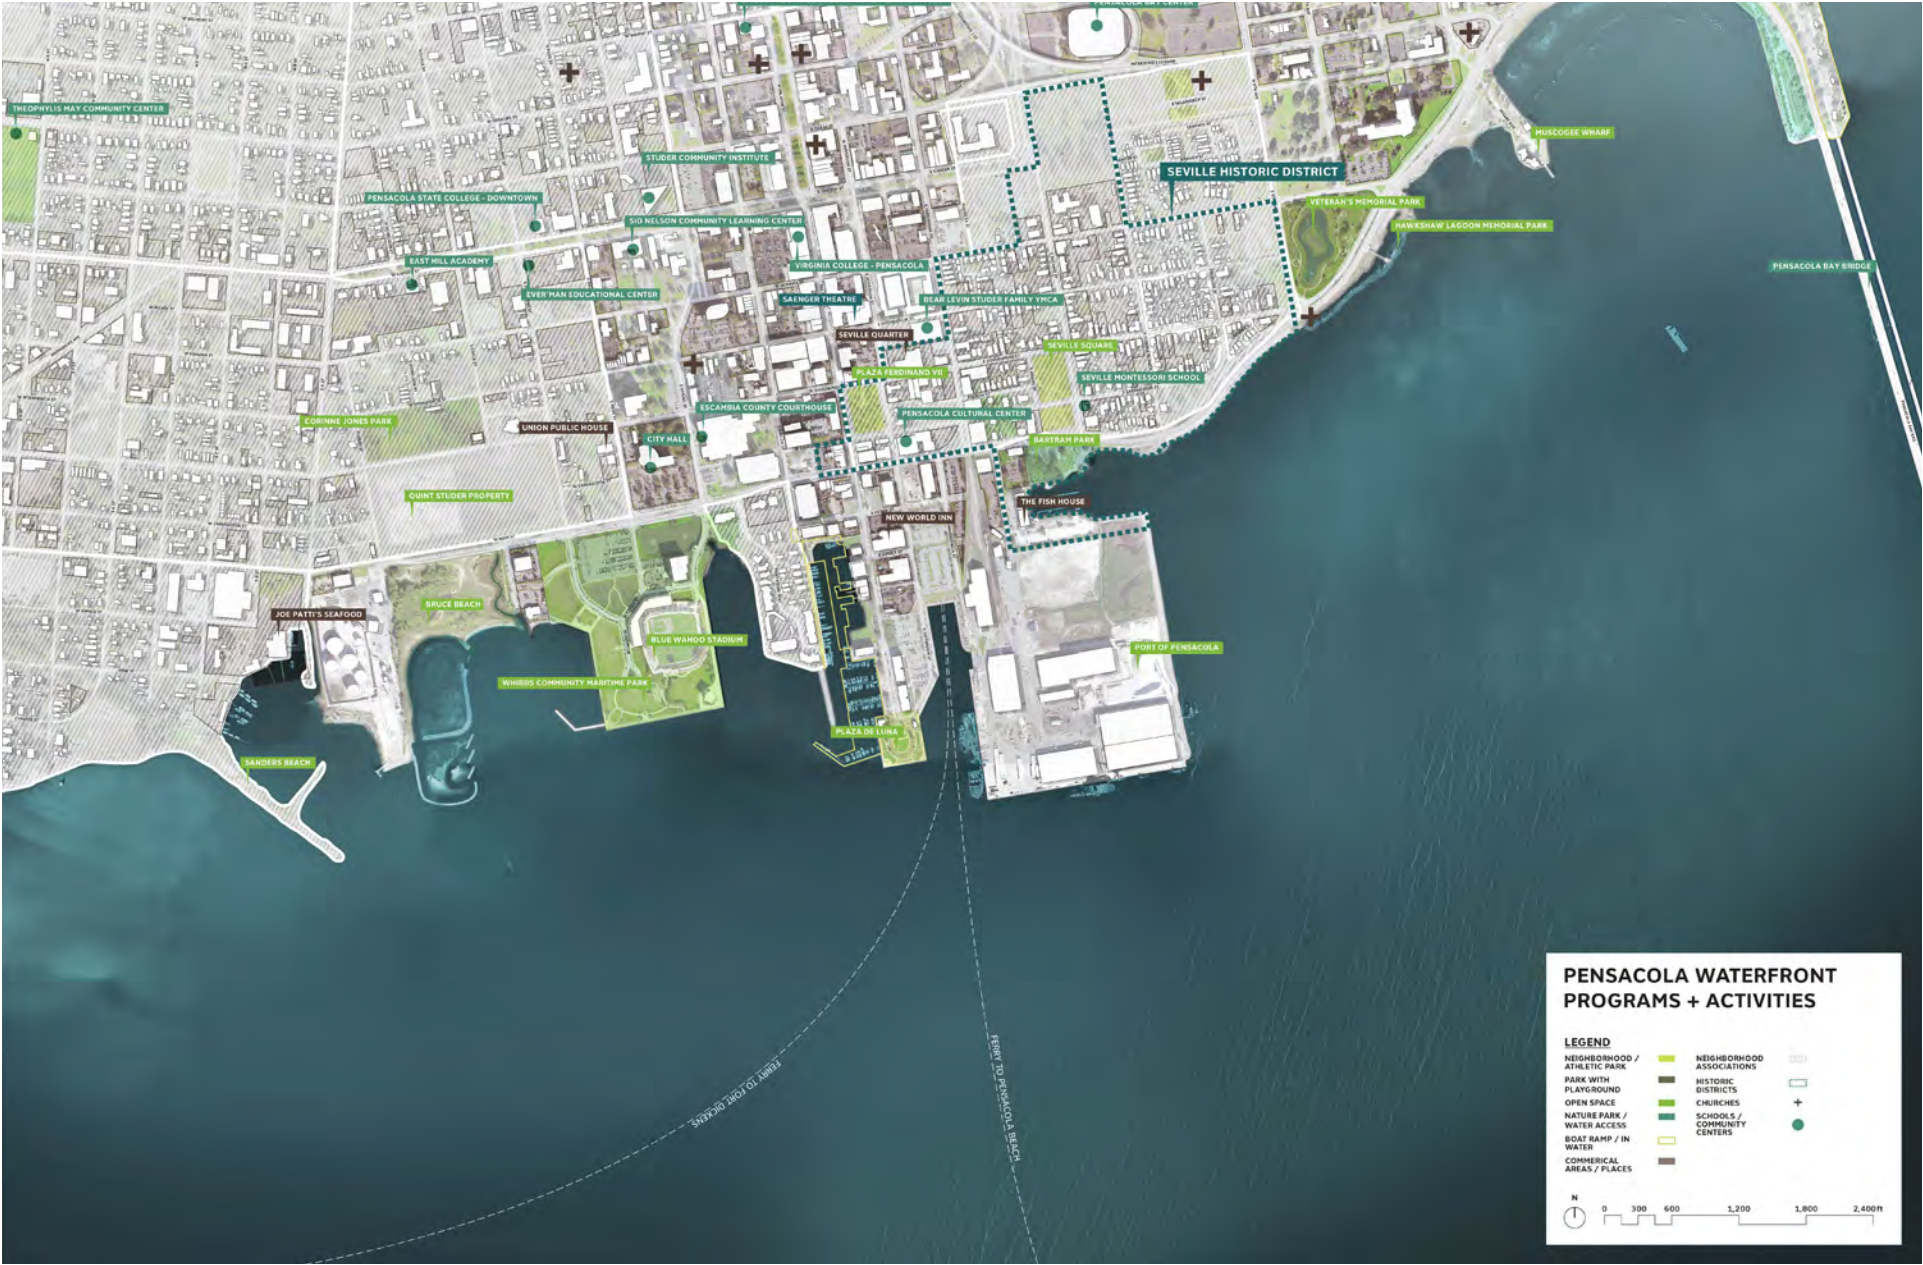 PENSACOLA BAY CENTER
THEOPHYLIS MAY COMMUNITY CENTER
MUSCOGEE WHARF
STUDER COMMUNITY INSTITUTE
SEVILLE HISTORIC DISTRICT
PENSACOLA STATE COLLEGE - DOWNTOWN
VETERAN'S MEMORIAL PARK
SID NELSON COMMUNITY LEARNING CENTER
HAWKSHAW LAGOON MEMORIAL PARK
EAST HILL ACADEMY
VIRGINIA COLLEGE - PENSACOLA
PENSACOLA BAY BRIDGE
EVER'MAN EDUCATIONAL CENTER
SAENGER THEATRE
BEAR LEVIN STUDER FAMILY YMCA
SEVILLE QUARTER
SEVILLE SQUARE
PLAZA FERDINAND VII
SEVILLE MONTESSORI SCHOOL
ESCAMBIA COUNTY COURTHOUSE
PENSACOLA CULTURAL CENTER
CORINNE JONES PARK
UNION PUBLIC HOUSE
CITY HALL
BARTRAM PARK
QUINT STUDER PROPERTY
THE FISH HOUSE
NEW WORLD INN
BRUCE BEACH
JOE PATTI'S SEAFOOD
BLUE WAHOO STADIUM
PORT OF PENSACOLA
WHIBBS COMMUNITY MARITIME PARK
PLAZA DE LUNA
SANDERS BEACH
FERRY TO FORT DICKENS
FERRY TO PENSACOLA BEACH
PENSACOLA WATERFRONT
PROGRAMS + ACTIVITIES
LEGEND
NEIGHBORHOOD /
ATHLETIC PARK
PARK WITH
PLAYGROUND
OPEN SPACE
NATURE PARK /
WATER ACCESS
BOAT RAMP / IN
WATER
COMMERICAL
AREAS / PLACES
NEIGHBORHOOD
ASSOCIATIONS
HISTORIC
DISTRICTS
CHURCHES
SCHOOLS /
COMMUNITY
CENTERS
N
0 300 600 1,200 1,800 2,400ft